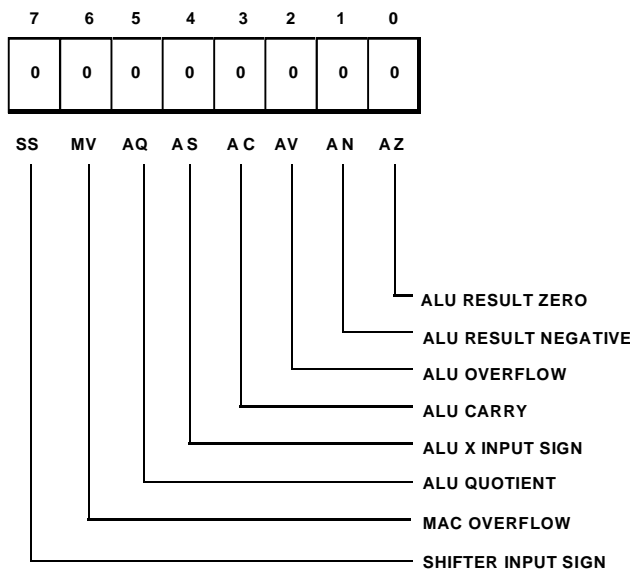 7 6 5 4 3 2 1 0
0 0 0 0 0 0 0 0
SS MV AQ AS AC AV AN AZ
ALU RESULT ZERO
ALU RESULT NEGATIVE
ALU OVERFLOW
ALU CARRY
ALU X INPUT SIGN
ALU QUOTIENT
MAC OVERFLOW
SHIFTER INPUT SIGN